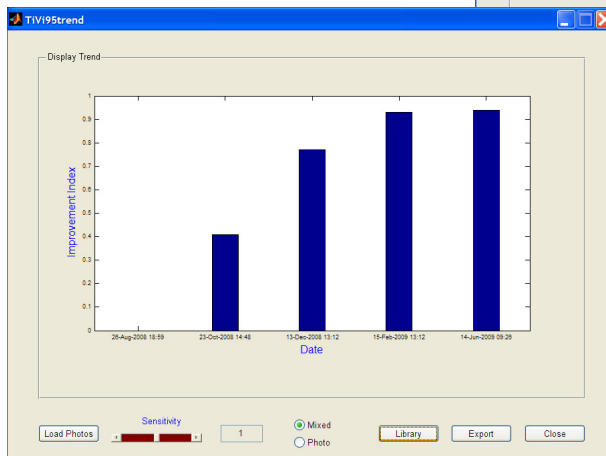 TiVi95trend
Display Trend
1
0.9
0.8
0.7
0.6
0.5
0.4
0.3
0.2
0.1
0
Improvement Index
26-Aug-2008 18:59 23-Oct-2008 14:48 13-Dec-2008 13:12 15-Feb-2009 13:12 14-Jun-2009 09:26
Date
Load Photos
Sensitivity
1
Mixed
Photo
Library
Export
Close